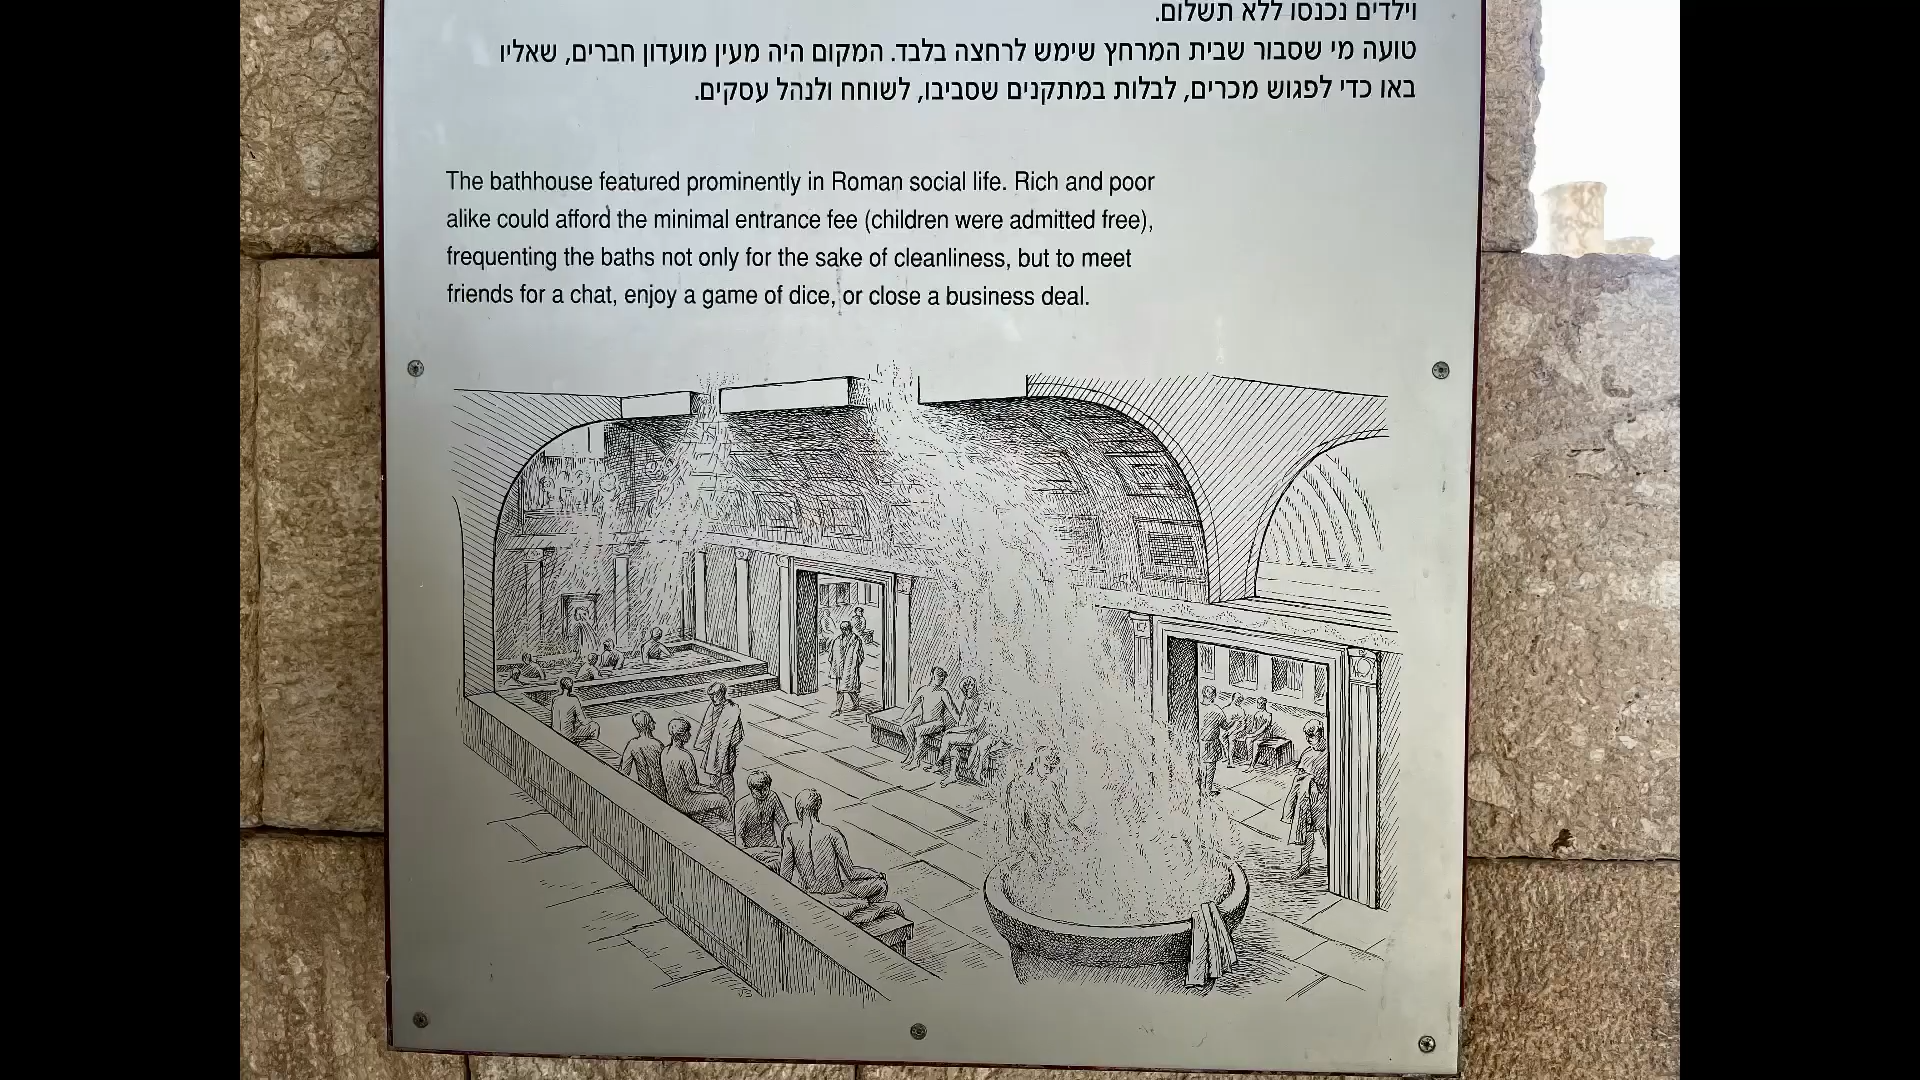 וילדים נכנסו ללא תשלום.
טועה מי שסבור שבית המרחץ שימש לרחצה בלבד. המקום היה מעין מועדון חברים, שאליו
באו כדי לפגוש מכרים, לבלות במתקנים שסביבו, לשוחח ולנהל עסקים.
The bathhouse featured prominently in Roman social life. Rich and poor
alike could afford the minimal entrance fee (children were admitted free),
frequenting the baths not only for the sake of cleanliness, but to meet
friends for a chat, enjoy a game of dice, or close a business deal.